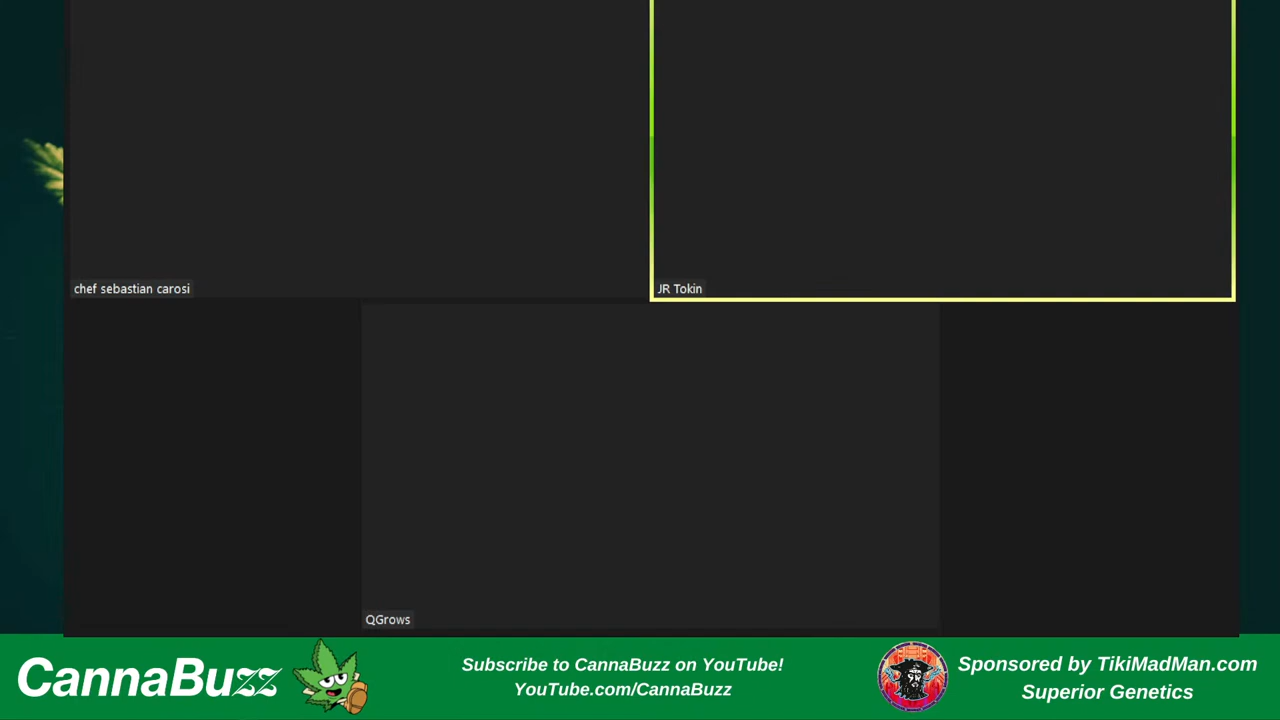 chef sebastian carosi
JR Tokin
QGrows
CannaBuzz
Subscribe to CannaBuzz on YouTube!
YouTube.com/CannaBuzz
Sponsored by TikiMadMan.com
Superior Genetics